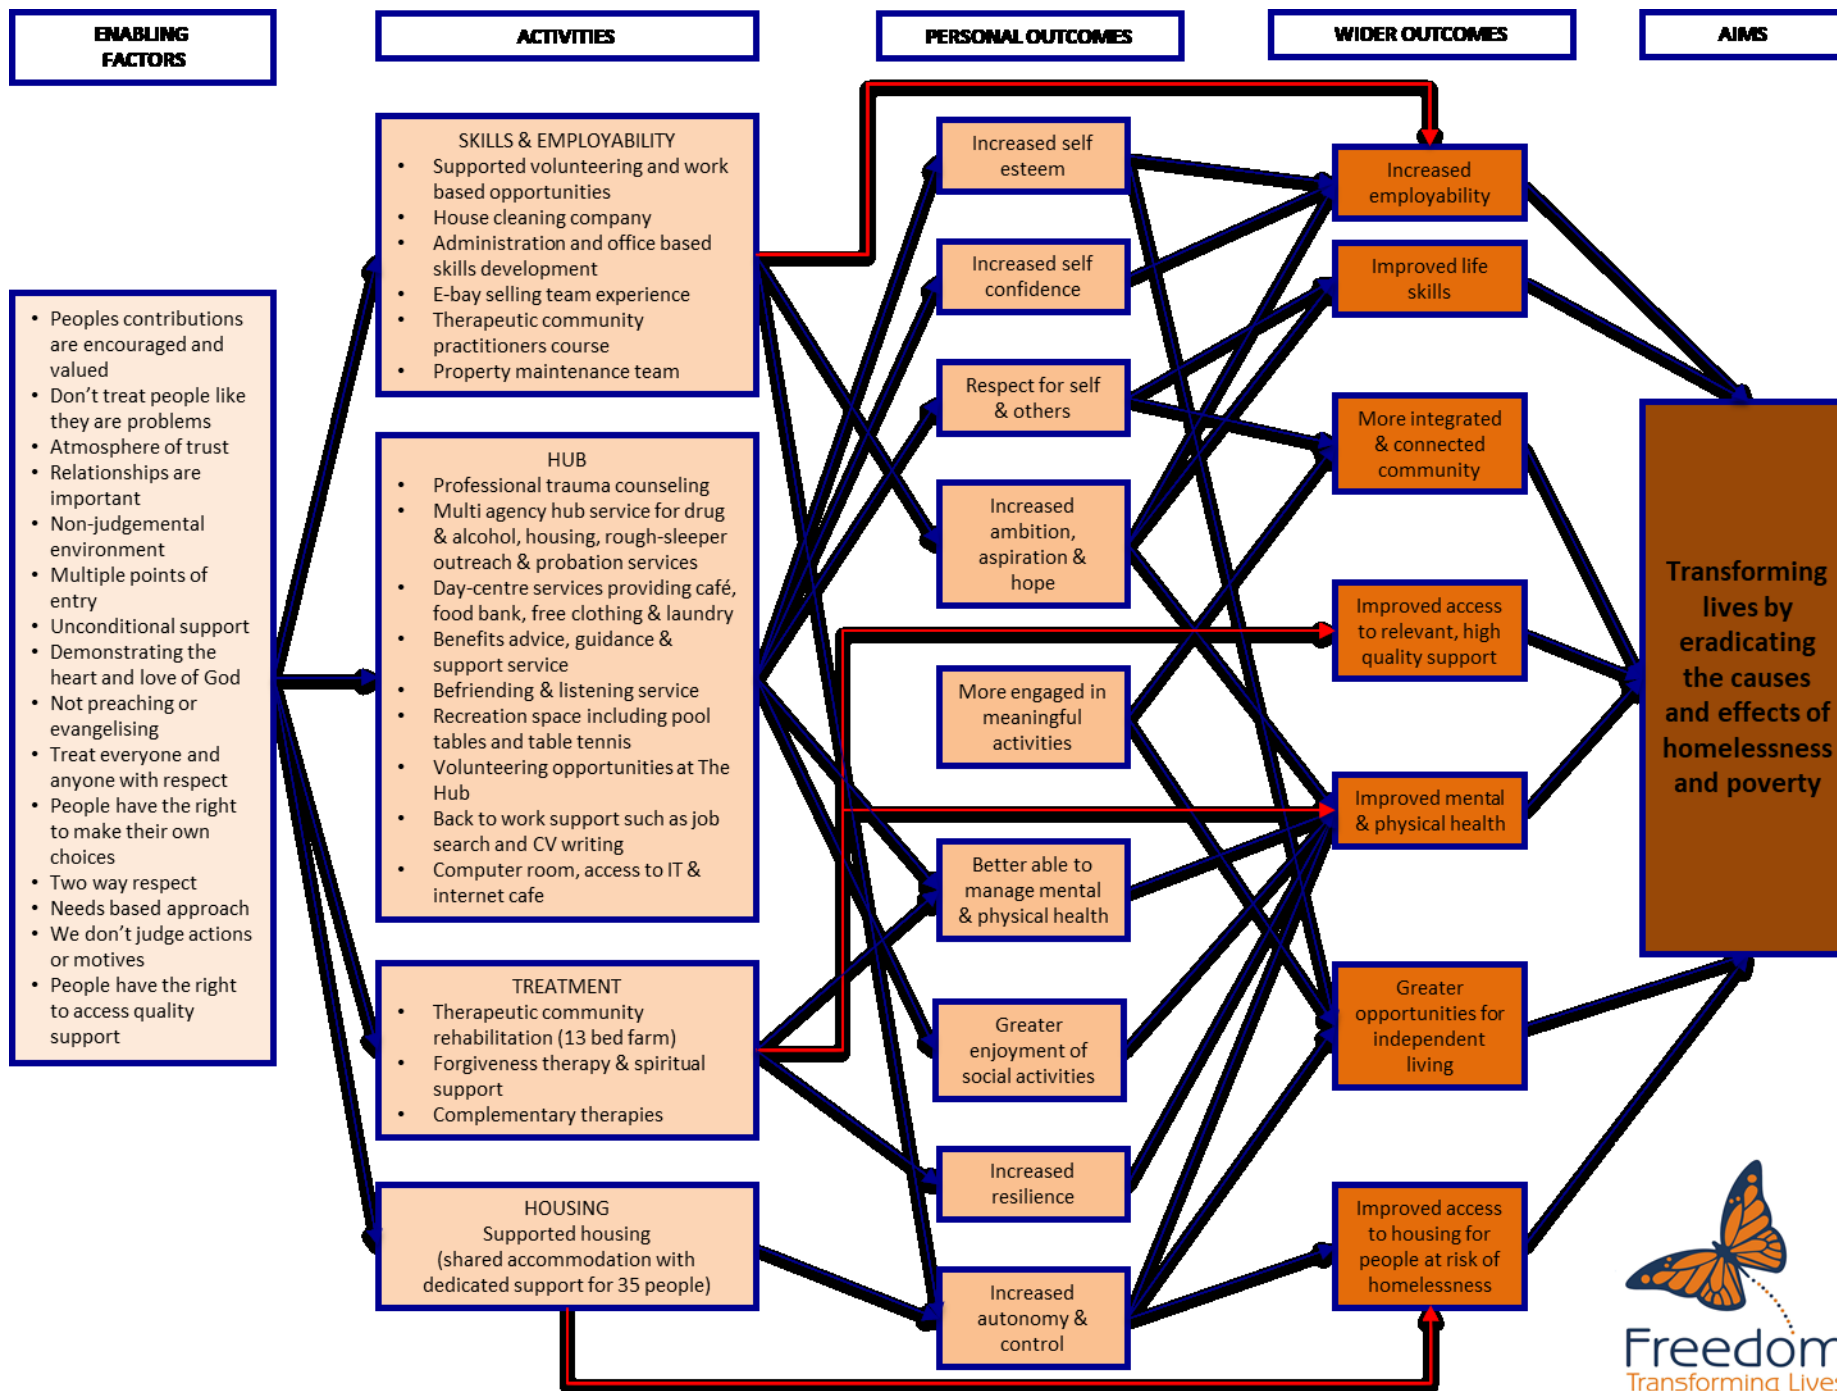 ENABLING
FACTORS
ACTIVITIES
PERSONAL OUTCOMES
WIDER OUTCOMES
AIMS
• Peoples contributions
are encouraged and
valued
• Don’t treat people like
they are problems
• Atmosphere of trust
• Relationships are
important
• Non-judgemental
environment
• Multiple points of
entry
• Unconditional support
• Demonstrating the
heart and love of God
• Not preaching or
evangelising
• Treat everyone and
anyone with respect
• People have the right
to make their own
choices
• Two way respect
• Needs based approach
• We don’t judge actions
or motives
• People have the right
to access quality
support
SKILLS & EMPLOYABILITY
• Supported volunteering and work
based opportunities
• House cleaning company
• Administration and office based
skills development
• E-bay selling team experience
• Therapeutic community
practitioners course
• Property maintenance team
HUB
• Professional trauma counseling
• Multi agency hub service for drug
& alcohol, housing, rough-sleeper
outreach & probation services
• Day-centre services providing café,
food bank, free clothing & laundry
• Benefits advice, guidance &
support service
• Befriending & listening service
• Recreation space including pool
tables and table tennis
• Volunteering opportunities at The
Hub
• Back to work support such as job
search and CV writing
• Computer room, access to IT &
internet cafe
TREATMENT
• Therapeutic community
rehabilitation (13 bed farm)
• Forgiveness therapy & spiritual
support
• Complementary therapies
HOUSING
Supported housing
(shared accommodation with
dedicated support for 35 people)
Increased self
esteem
Increased self
confidence
Respect for self
& others
Increased
ambition,
aspiration &
hope
More engaged in
meaningful
activities
Better able to
manage mental
& physical health
Greater
enjoyment of
social activities
Increased
resilience
Increased
autonomy &
control
Increased
employability
Improved life
skills
More integrated
& connected
community
Improved access
to relevant, high
quality support
Improved mental
& physical health
Greater
opportunities for
independent
living
Improved access
to housing for
people at risk of
homelessness
Transforming
lives by
eradicating
the causes
and effects of
homelessness
and poverty
Freedom
Transforming Lives